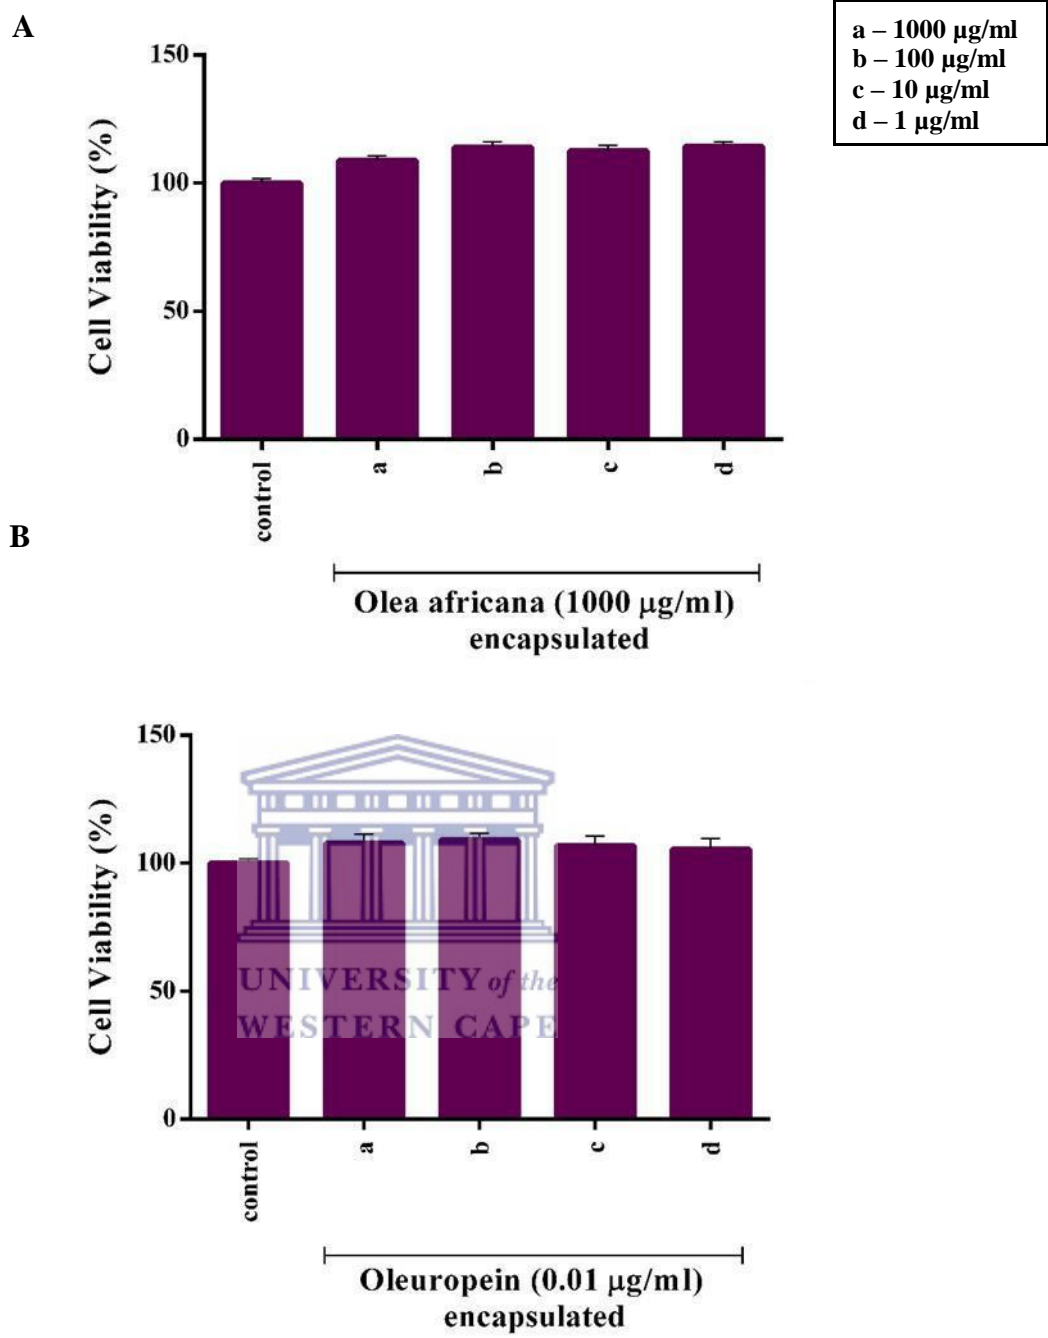 A
a – 1000 µg/ml
b – 100 µg/ml
c – 10 µg/ml
d – 1 µg/ml
150
100
50
0
Cell Viability (%)
control
a
b
c
d
Olea africana (1000 µg/ml)
encapsulated
B
150
100
50
0
Cell Viability (%)
UNIVERSITY of the
WESTERN CAPE
control
a
b
c
d
Oleuropein (0.01 µg/ml)
encapsulated